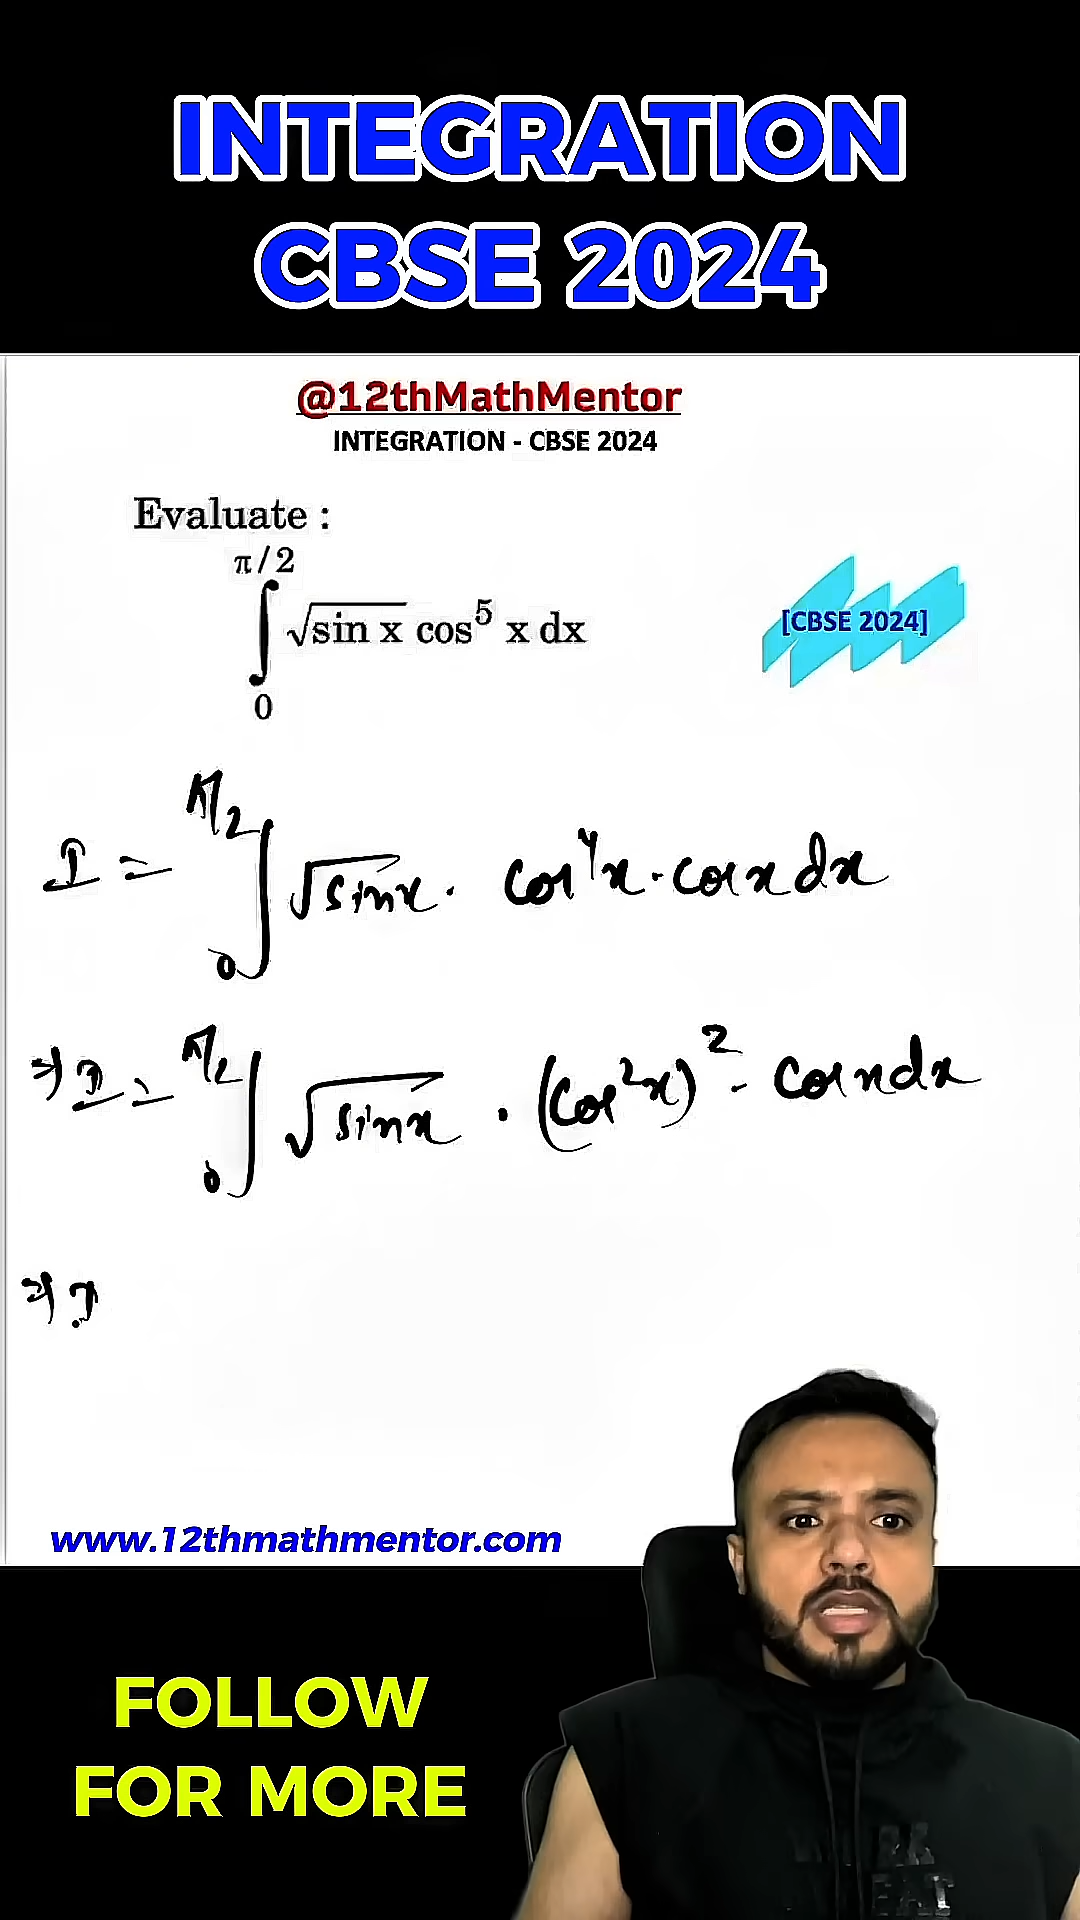 INTEGRATION
CBSE 2024
@12thMathMentor
INTEGRATION - CBSE 2024
Evaluate :
π/2
∫ √sin x cos⁵ x dx
0
[CBSE 2024]
π/2
I = ∫ √sinx · cos⁴x · cosx dx
0
π/2
⇒ I = ∫ √sinx · (cos²x)² · cosx dx
0
⇒ I
www.12thmathmentor.com
FOLLOW
FOR MORE